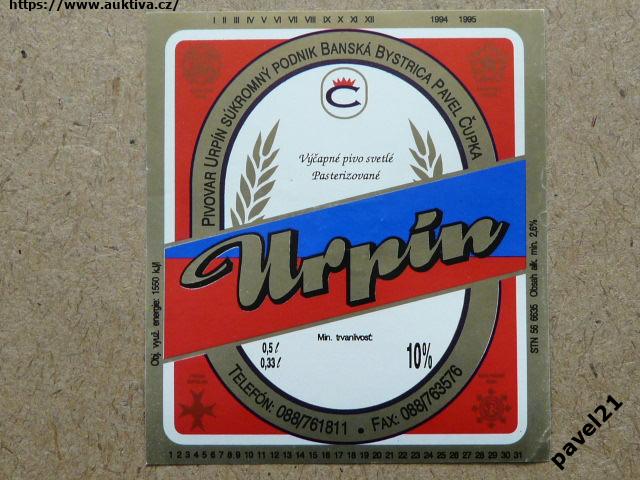 https://www.auktiva.cz/
I II III IV V VI VII VIII IX X XI XII 1994 1995
PIVOVAR URPÍN SÚKROMNÝ PODNIK BANSKÁ BYSTRICA PAVEL ČUPKA
C
Výčapné pivo svetlé
Pasterizované
Urpín
Obj. využ. energie: 1550 kJ/l
STN 56 6635 Obsah alk. min. 2,6%
Min. trvanlivosť:
0,5 l
0,33 l
10%
TELEFÓN: 088/761811 • FAX: 088/763576
1 2 3 4 5 6 7 8 9 10 11 12 13 14 15 16 17 18 19 20 21 22 23 24 25 26 27 28 29 30 31
pavel21